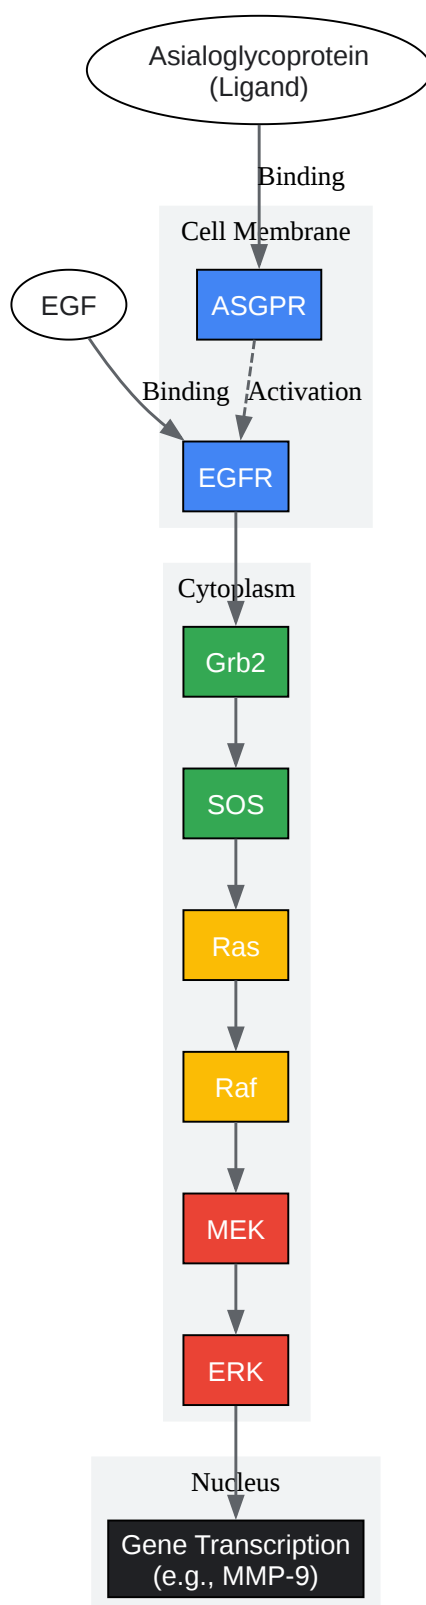 Asialoglycoprotein
(Ligand)
Binding
Cell Membrane
ASGPR
EGF
Binding
Activation
EGFR
Cytoplasm
Grb2
SOS
Ras
Raf
MEK
ERK
Nucleus
Gene Transcription
(e.g., MMP-9)